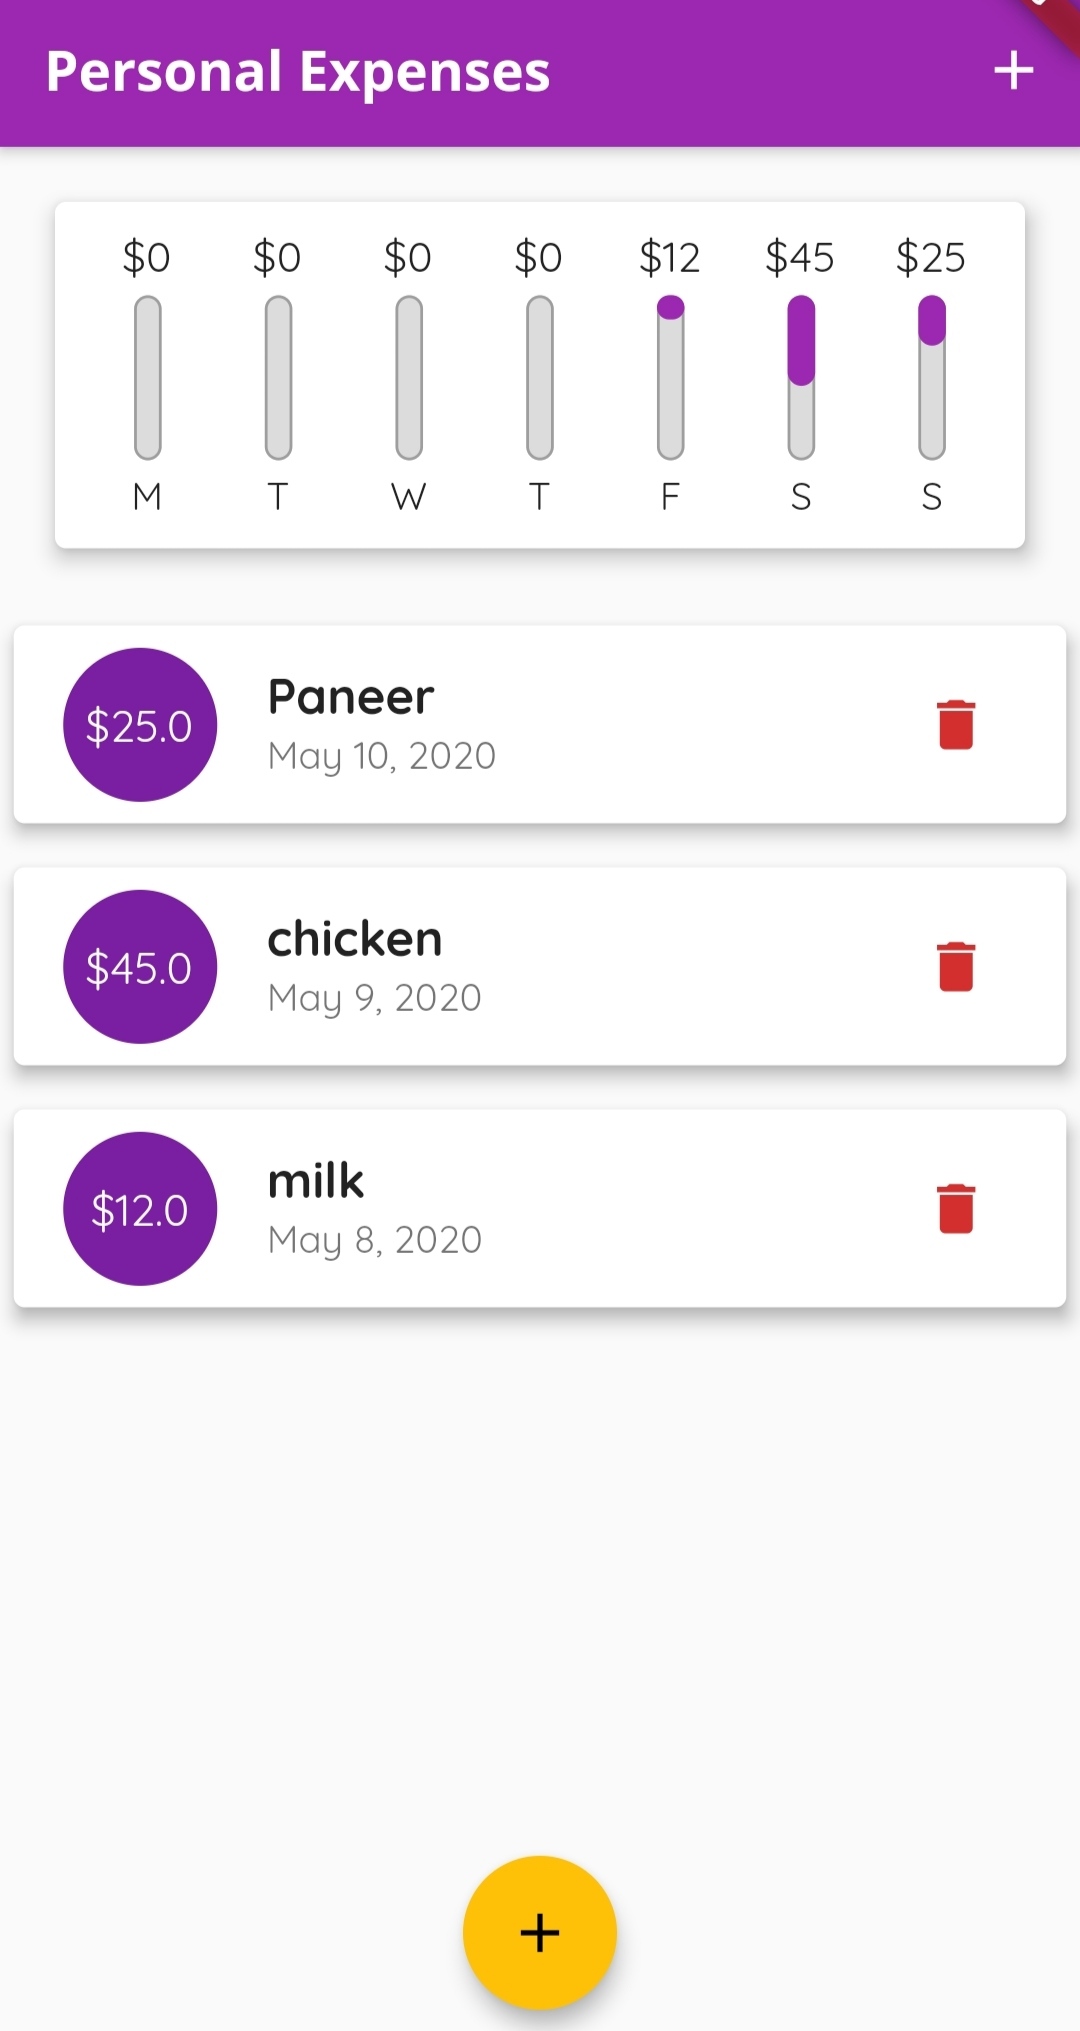 Personal Expenses
$0 $0 $0 $0 $12 $45 $25
M T W T F S S
$25.0
Paneer
May 10, 2020
$45.0
chicken
May 9, 2020
$12.0
milk
May 8, 2020